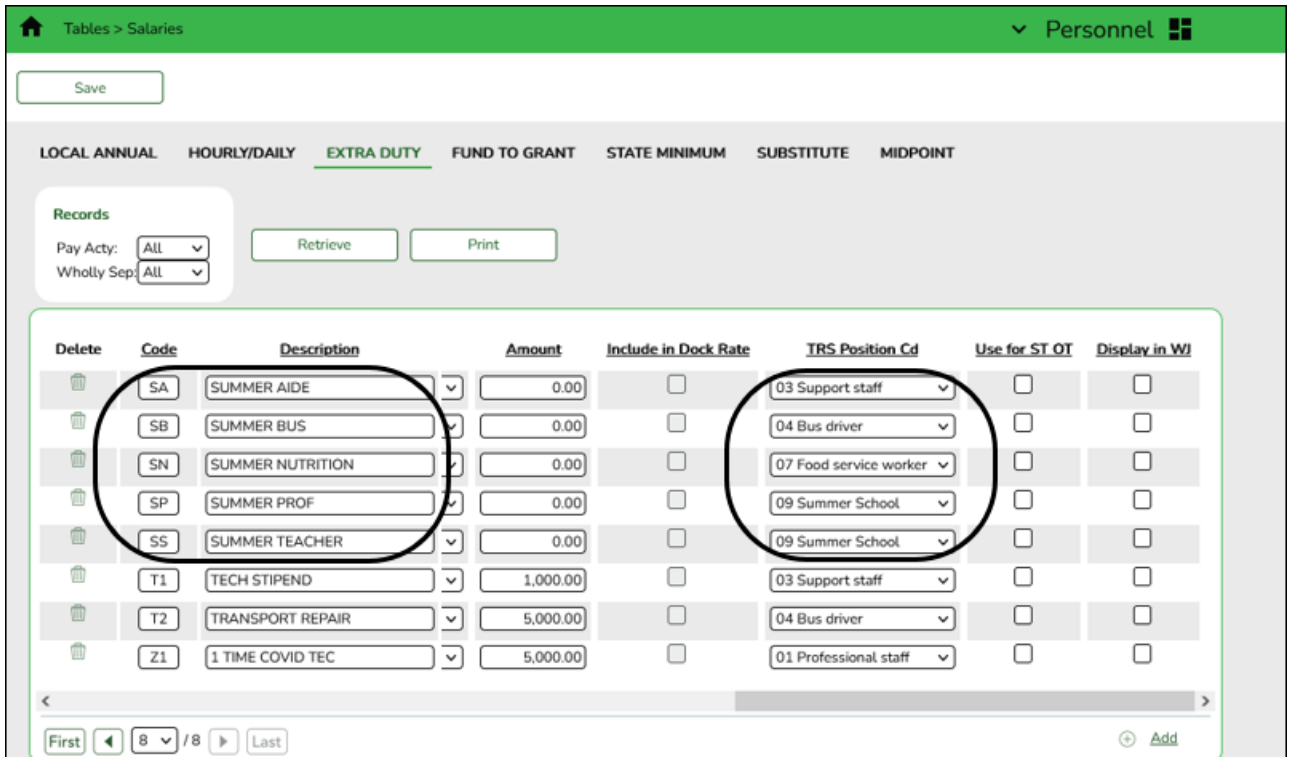 Tables > Salaries
Personnel
Save
LOCAL ANNUAL HOURLY/DAILY EXTRA DUTY FUND TO GRANT STATE MINIMUM SUBSTITUTE MIDPOINT
Records
Pay Acty: All
Retrieve Print
Wholly Sep: All
Delete Code Description Amount Include in Dock Rate TRS Position Cd Use for ST OT Display in WJ
SA SUMMER AIDE 0.00 03 Support staff
SB SUMMER BUS 0.00 04 Bus driver
SN SUMMER NUTRITION 0.00 07 Food service worker
SP SUMMER PROF 0.00 09 Summer School
SS SUMMER TEACHER 0.00 09 Summer School
T1 TECH STIPEND 1,000.00 03 Support staff
T2 TRANSPORT REPAIR 5,000.00 04 Bus driver
Z1 1 TIME COVID TEC 5,000.00 01 Professional staff
First 8 /8 Last Add